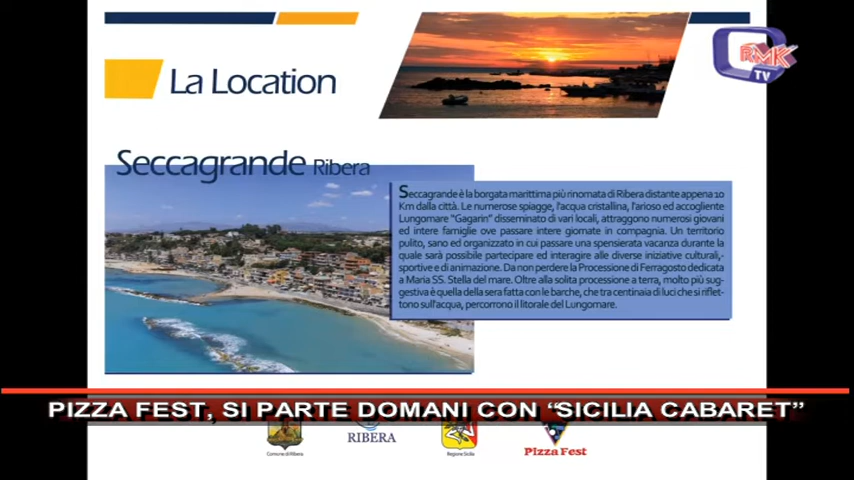 La Location
RMK
TV
Seccagrande Ribera
Seccagrande è la borgata marittima più rinomata di Ribera distante appena 10
Km dalla città. Le numerose spiagge, l'acqua cristallina, l'arioso ed accogliente
Lungomare "Gagarin" disseminato di vari locali, attraggono numerosi giovani
ed intere famiglie ove passare intere giornate in compagnia. Un territorio
pulito, sano ed organizzato in cui passare una spensierata vacanza durante la
quale sarà possibile partecipare ed interagire alle diverse iniziative culturali,-
sportive e di animazione. Da non perdere la Processione di Ferragosto dedicata
a Maria SS. Stella del mare. Oltre alla solita processione a terra, molto più sug-
gestiva è quella della sera fatta con le barche, che tra centinaia di luci che si riflet-
tono sull'acqua, percorrono il litorale del Lungomare.
PIZZA FEST, SI PARTE DOMANI CON "SICILIA CABARET"
Comune di Ribera
RIBERA
Regione Sicilia
Pizza Fest